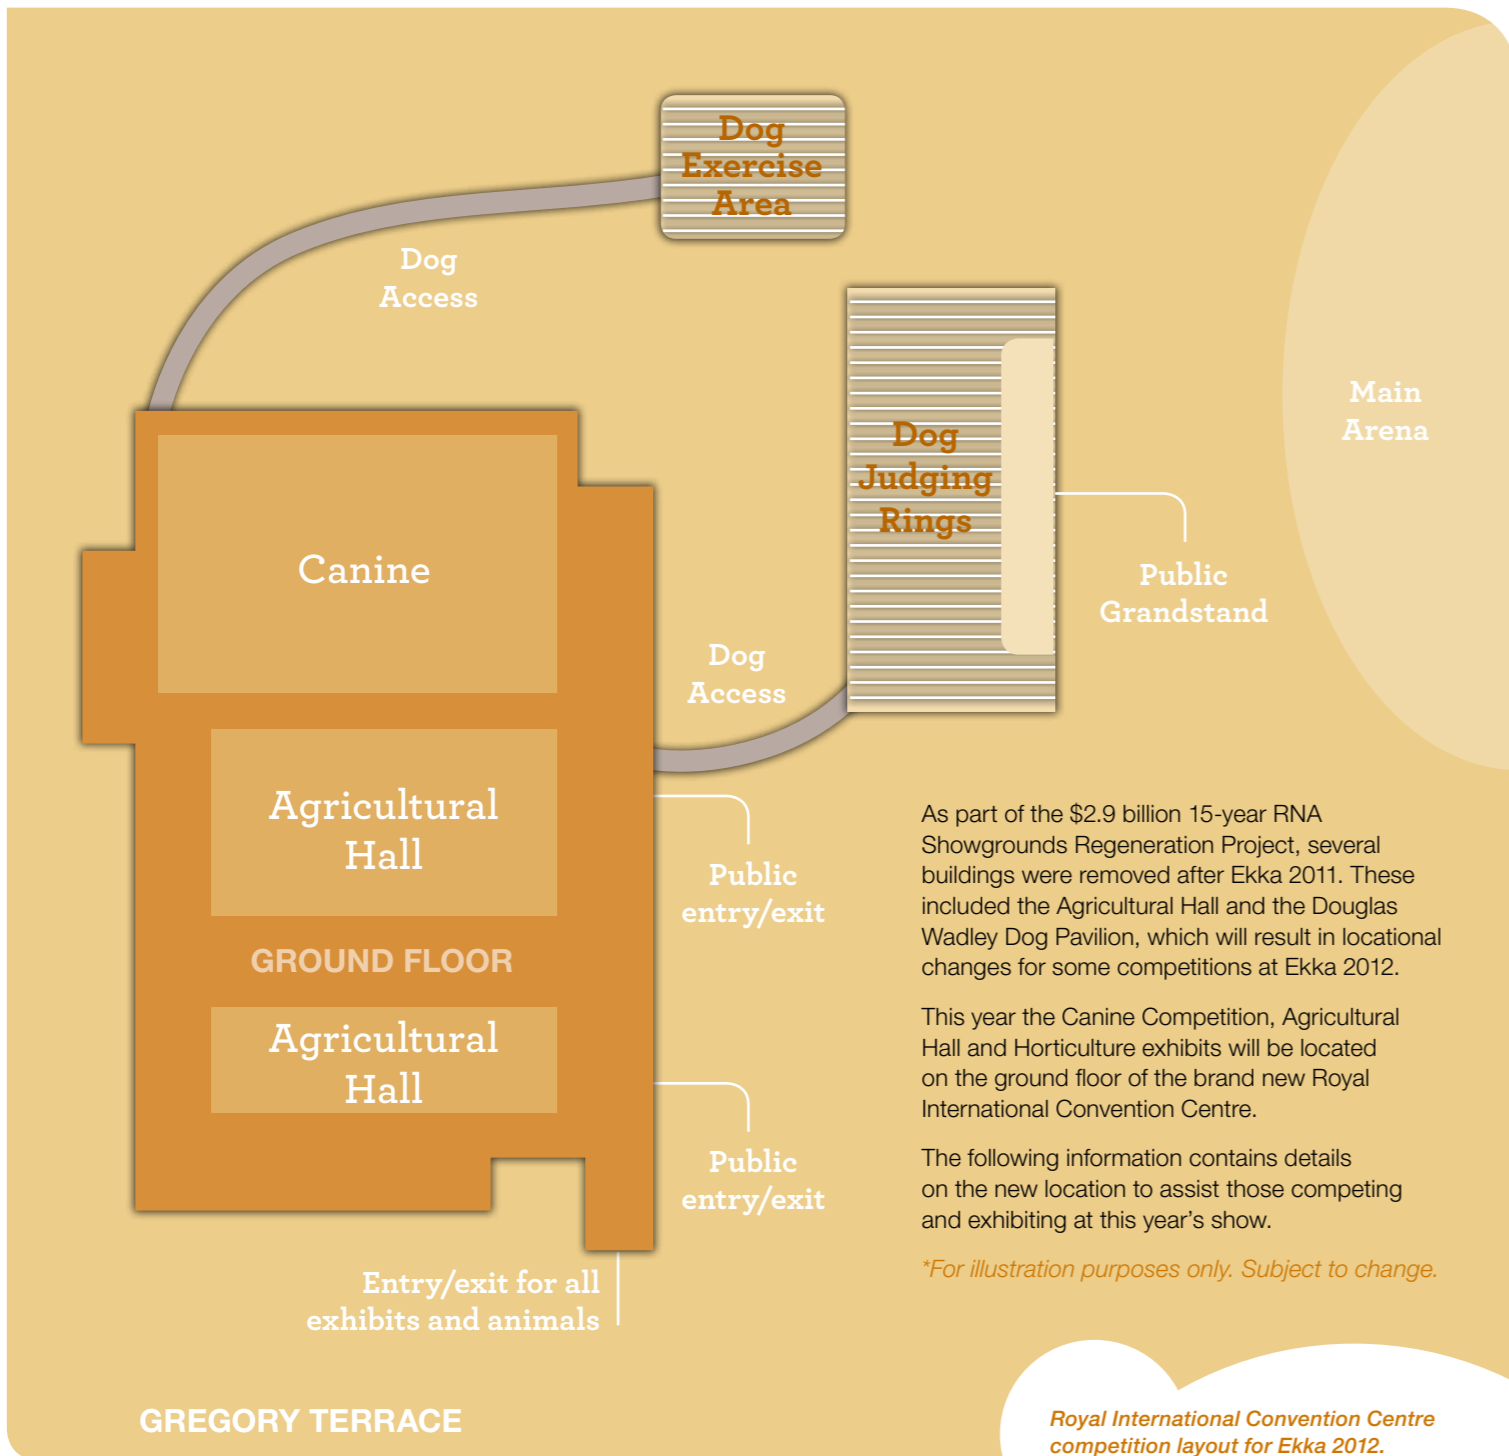 Dog
Exercise
Area
Dog
Access
Main
Arena
Dog
Judging
Rings
Canine
Public
Grandstand
Dog
Access
Agricultural
Hall
Public
entry/exit
GROUND FLOOR
Agricultural
Hall
Public
entry/exit
Entry/exit for all
exhibits and animals
As part of the $2.9 billion 15-year RNA
Showgrounds Regeneration Project, several
buildings were removed after Ekka 2011. These
included the Agricultural Hall and the Douglas
Wadley Dog Pavilion, which will result in locational
changes for some competitions at Ekka 2012.
This year the Canine Competition, Agricultural
Hall and Horticulture exhibits will be located
on the ground floor of the brand new Royal
International Convention Centre.
The following information contains details
on the new location to assist those competing
and exhibiting at this year's show.
*For illustration purposes only. Subject to change.
GREGORY TERRACE
Royal International Convention Centre
competition layout for Ekka 2012.